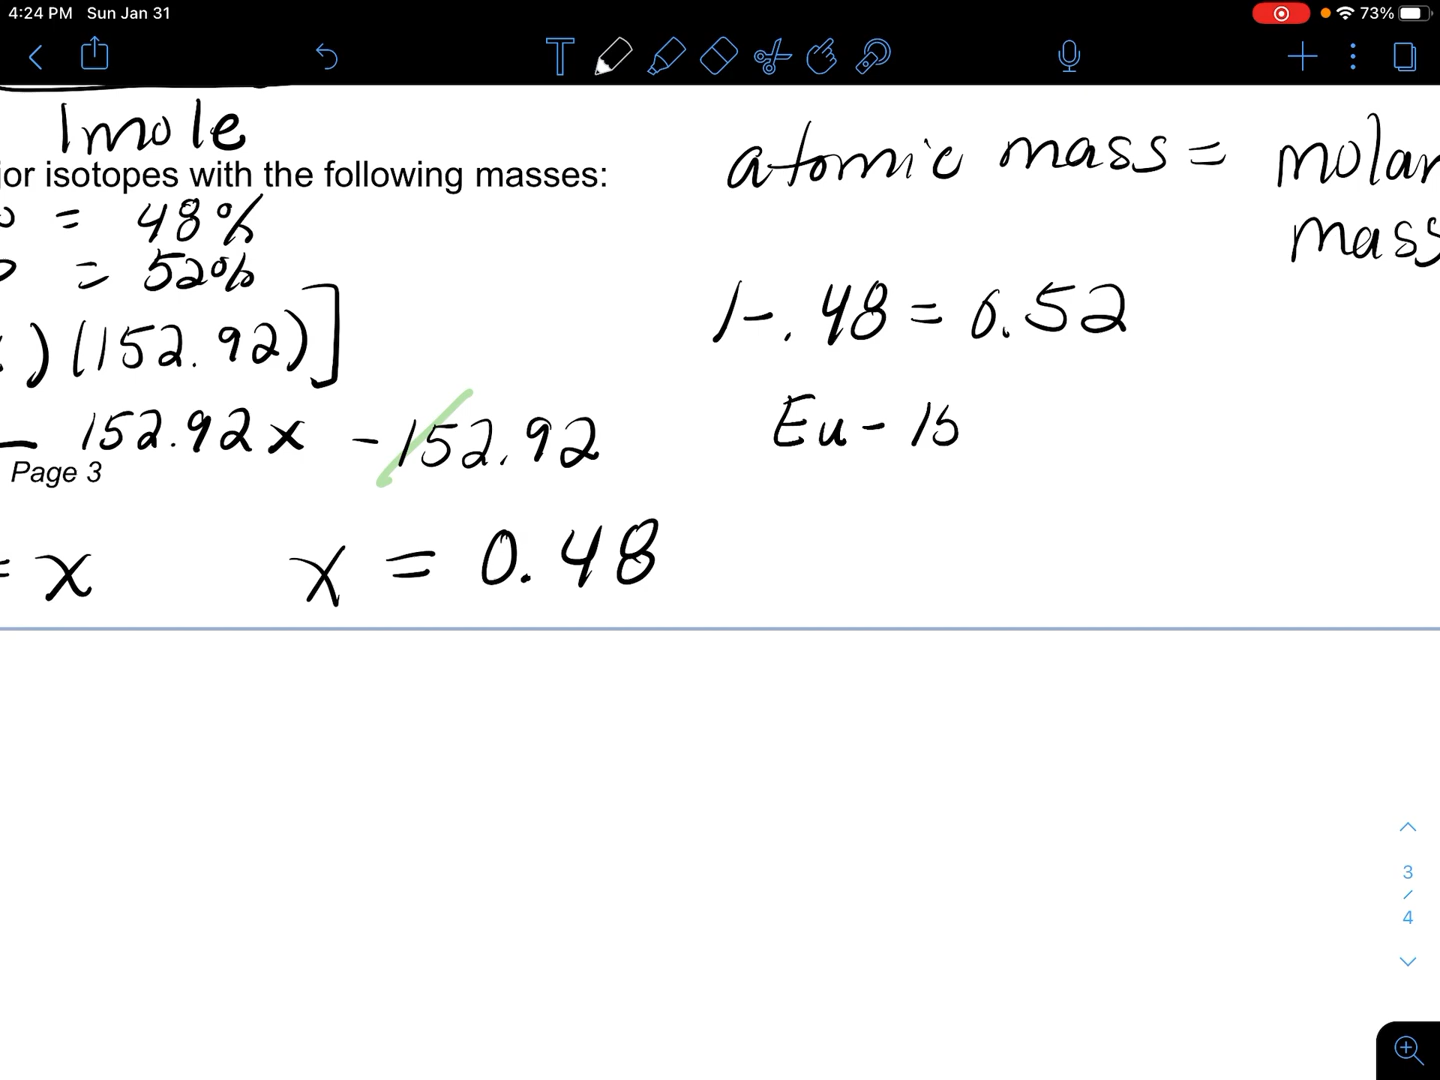 4:24 PM Sun Jan 31
73%
1mole
jor isotopes with the following masses:
= 48%
= 52%
) (152.92)]
- 152.92x - 152.92
Page 3
= x x = 0.48
atomic mass = molar
mass
1-.48 = 0.52
Eu - 15
3
/
4